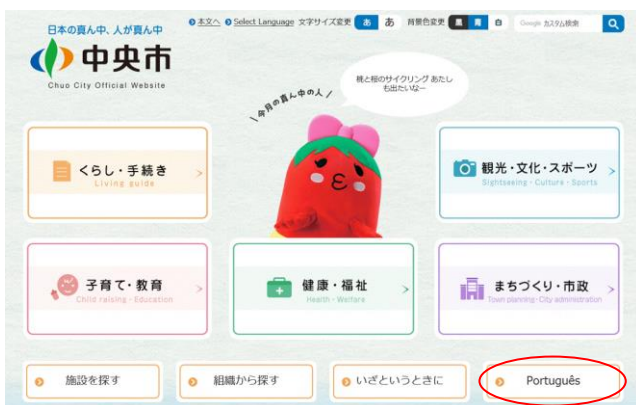 日本の真ん中、人が真ん中
中央市
Chuo City Official Website
本文へ Select Language 文字サイズ変更 あ あ 背景色変更 黒 青 白 Google カスタム検索
今月の真ん中の人
桃と桜のサイクリング あたし
も出たいなー
くらし・手続き
Living guide
観光・文化・スポーツ
Sightseeing・Culture・Sports
子育て・教育
Child raising・Education
健康・福祉
Health・Welfare
まちづくり・市政
Town planning・City administration
施設を探す
組織から探す
いざというときに
Português